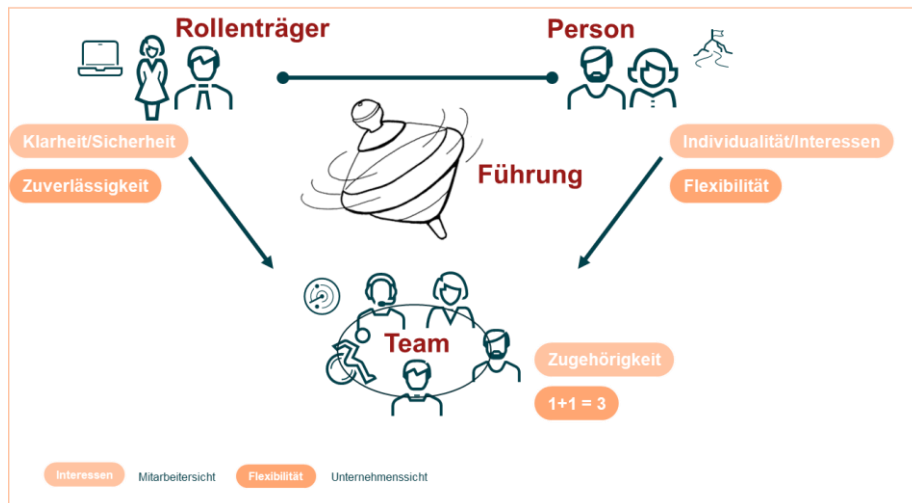 Rollenträger
Person
Klarheit/Sicherheit
Individualität/Interessen
Zuverlässigkeit
Führung
Flexibilität
Team
Zugehörigkeit
1+1 = 3
Interessen Mitarbeitersicht Flexibilität Unternehmenssicht